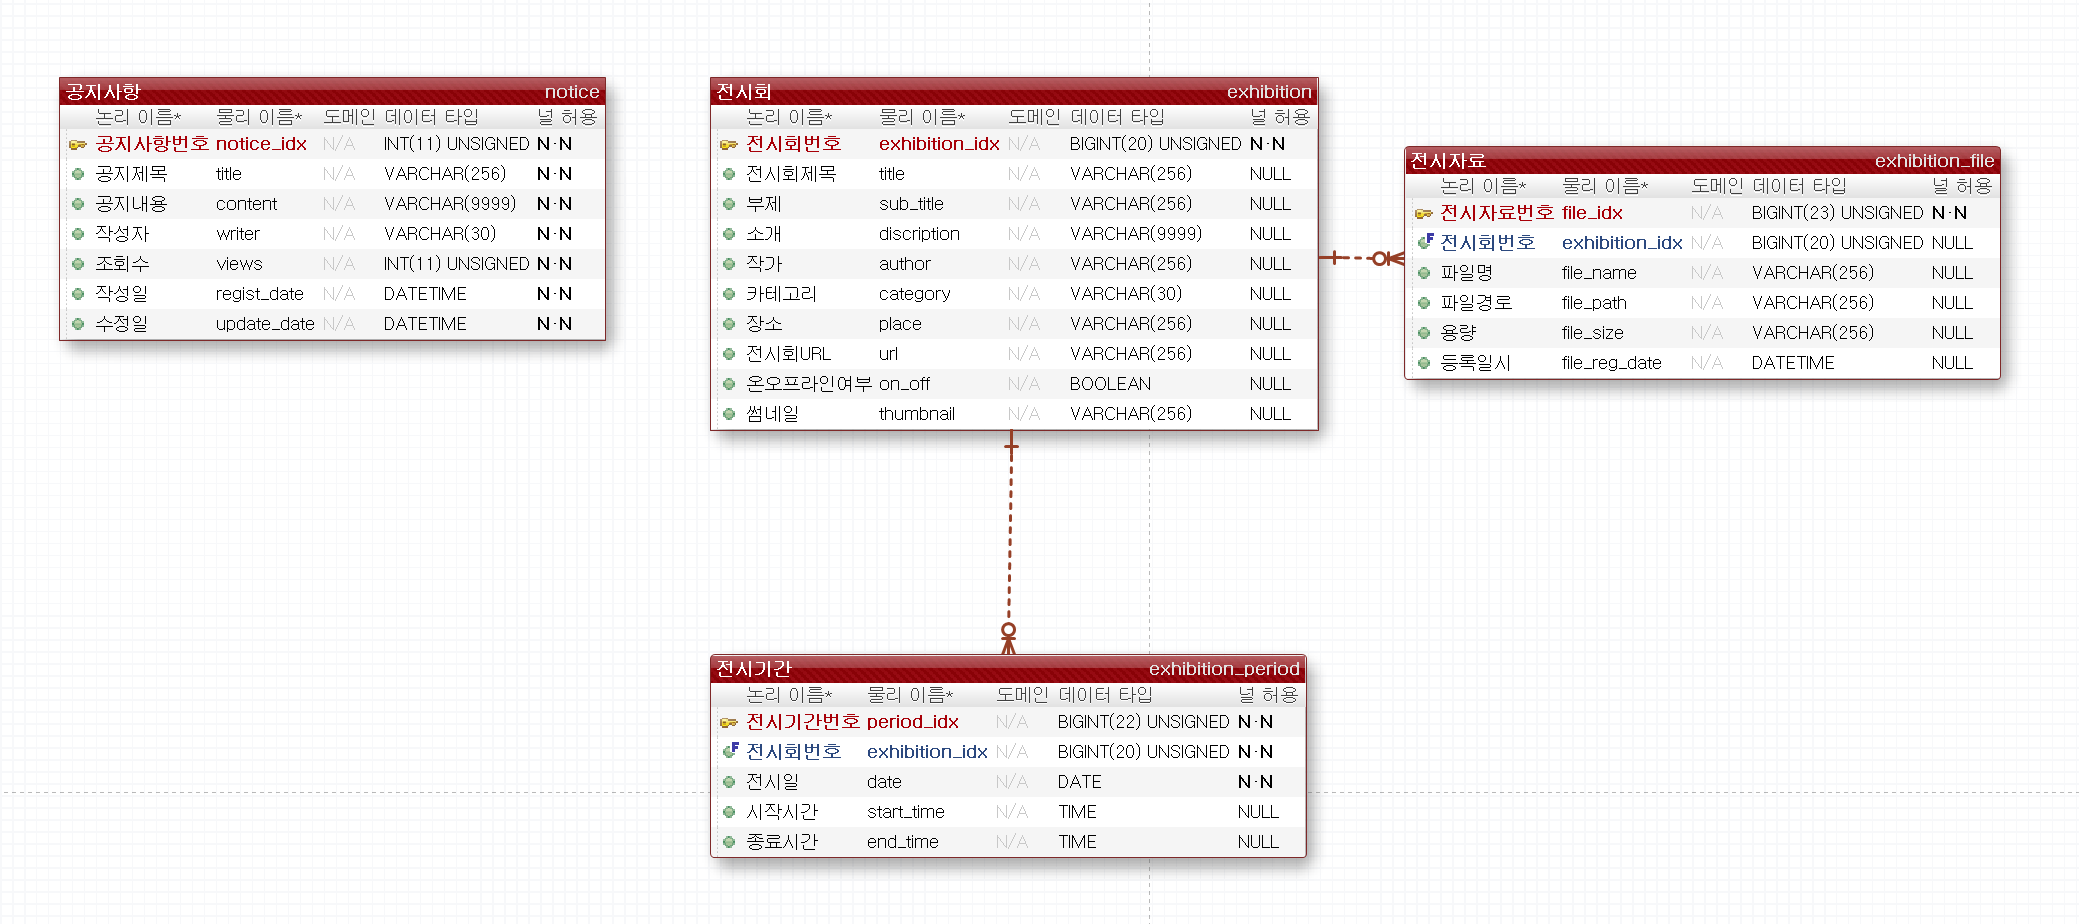 공지사항 notice
논리 이름* 물리 이름* 도메인 데이터 타입 널 허용
공지사항번호 notice_idx N/A INT(11) UNSIGNED N·N
공지제목 title N/A VARCHAR(256) N·N
공지내용 content N/A VARCHAR(9999) N·N
작성자 writer N/A VARCHAR(30) N·N
조회수 views N/A INT(11) UNSIGNED N·N
작성일 regist_date N/A DATETIME N·N
수정일 update_date N/A DATETIME N·N
전시회 exhibition
논리 이름* 물리 이름* 도메인 데이터 타입 널 허용
전시회번호 exhibition_idx N/A BIGINT(20) UNSIGNED N·N
전시회제목 title N/A VARCHAR(256) NULL
부제 sub_title N/A VARCHAR(256) NULL
소개 discription N/A VARCHAR(9999) NULL
작가 author N/A VARCHAR(256) NULL
카테고리 category N/A VARCHAR(30) NULL
장소 place N/A VARCHAR(256) NULL
전시회URL url N/A VARCHAR(256) NULL
온오프라인여부 on_off N/A BOOLEAN NULL
썸네일 thumbnail N/A VARCHAR(256) NULL
전시자료 exhibition_file
논리 이름* 물리 이름* 도메인 데이터 타입 널 허용
전시자료번호 file_idx N/A BIGINT(23) UNSIGNED N·N
F 전시회번호 exhibition_idx N/A BIGINT(20) UNSIGNED NULL
파일명 file_name N/A VARCHAR(256) NULL
파일경로 file_path N/A VARCHAR(256) NULL
용량 file_size N/A VARCHAR(256) NULL
등록일시 file_reg_date N/A DATETIME NULL
전시기간 exhibition_period
논리 이름* 물리 이름* 도메인 데이터 타입 널 허용
전시기간번호 period_idx N/A BIGINT(22) UNSIGNED N·N
F 전시회번호 exhibition_idx N/A BIGINT(20) UNSIGNED N·N
전시일 date N/A DATE N·N
시작시간 start_time N/A TIME NULL
종료시간 end_time N/A TIME NULL